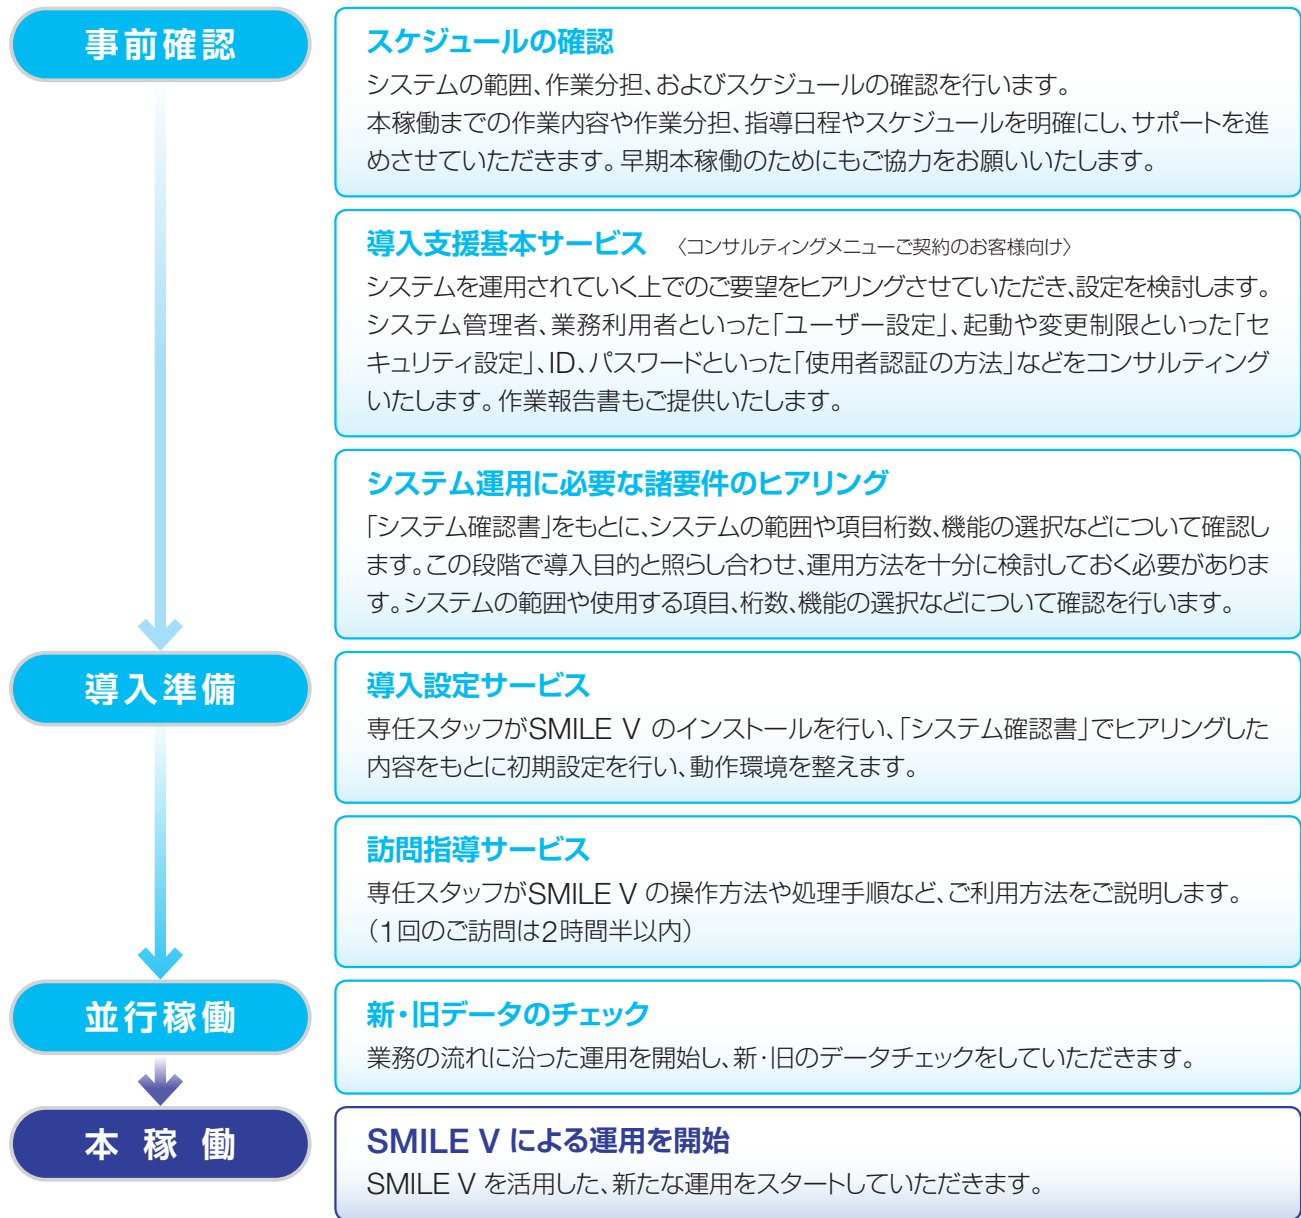 事前確認
スケジュールの確認
システムの範囲、作業分担、およびスケジュールの確認を行います。
本稼働までの作業内容や作業分担、指導日程やスケジュールを明確にし、サポートを進
めさせていただきます。早期本稼働のためにもご協力をお願いいたします。
導入支援基本サービス 〈コンサルティングメニューご契約のお客様向け〉
システムを運用されていく上でのご要望をヒアリングさせていただき、設定を検討します。
システム管理者、業務利用者といった「ユーザー設定」、起動や変更制限といった「セ
キュリティ設定」、ID、パスワードといった「使用者認証の方法」などをコンサルティング
いたします。作業報告書もご提供いたします。
システム運用に必要な諸要件のヒアリング
「システム確認書」をもとに、システムの範囲や項目桁数、機能の選択などについて確認し
ます。この段階で導入目的と照らし合わせ、運用方法を十分に検討しておく必要がありま
す。システムの範囲や使用する項目、桁数、機能の選択などについて確認を行います。
導入準備
導入設定サービス
専任スタッフがSMILE V のインストールを行い、「システム確認書」でヒアリングした
内容をもとに初期設定を行い、動作環境を整えます。
訪問指導サービス
専任スタッフがSMILE V の操作方法や処理手順など、ご利用方法をご説明します。
（1回のご訪問は2時間半以内）
並行稼働
新・旧データのチェック
業務の流れに沿った運用を開始し、新・旧のデータチェックをしていただきます。
本稼働
SMILE V による運用を開始
SMILE V を活用した、新たな運用をスタートしていただきます。